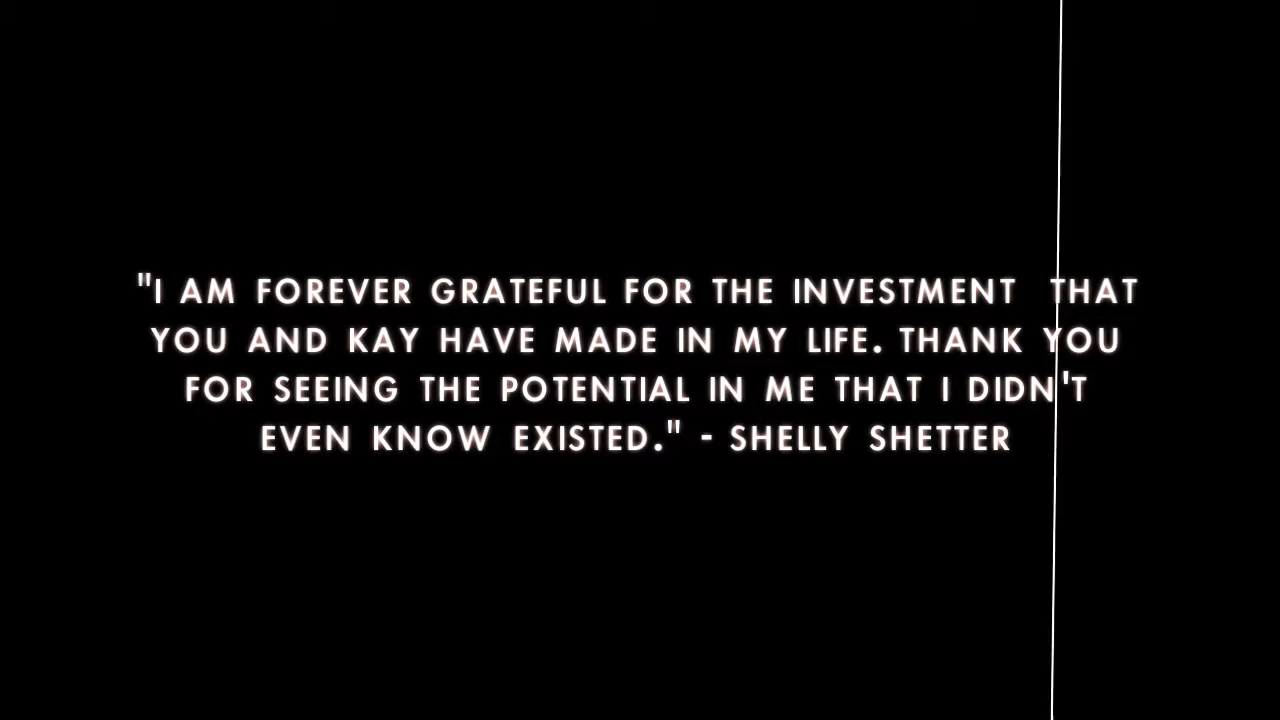 "I AM FOREVER GRATEFUL FOR THE INVESTMENT  THAT
YOU AND KAY HAVE MADE IN MY LIFE. THANK YOU
FOR SEEING THE POTENTIAL IN ME THAT I DIDN'T
EVEN KNOW EXISTED." - SHELLY SHETTER